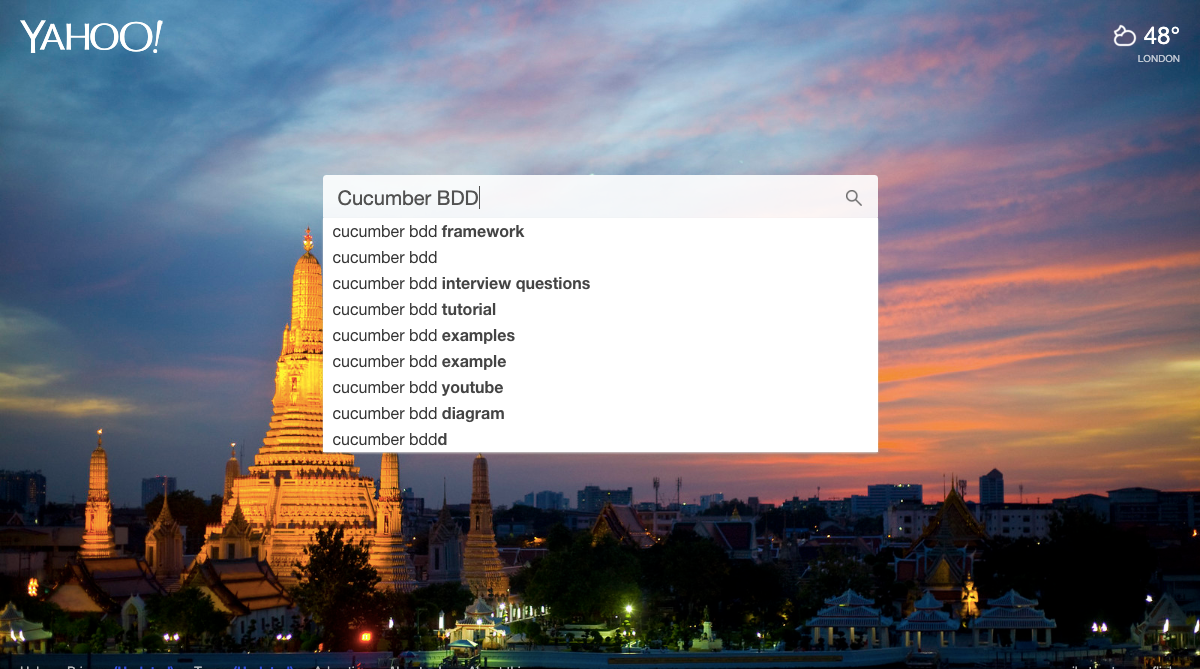 YAHOO!
48°
LONDON
Cucumber BDD
cucumber bdd framework
cucumber bdd
cucumber bdd interview questions
cucumber bdd tutorial
cucumber bdd examples
cucumber bdd example
cucumber bdd youtube
cucumber bdd diagram
cucumber bddd